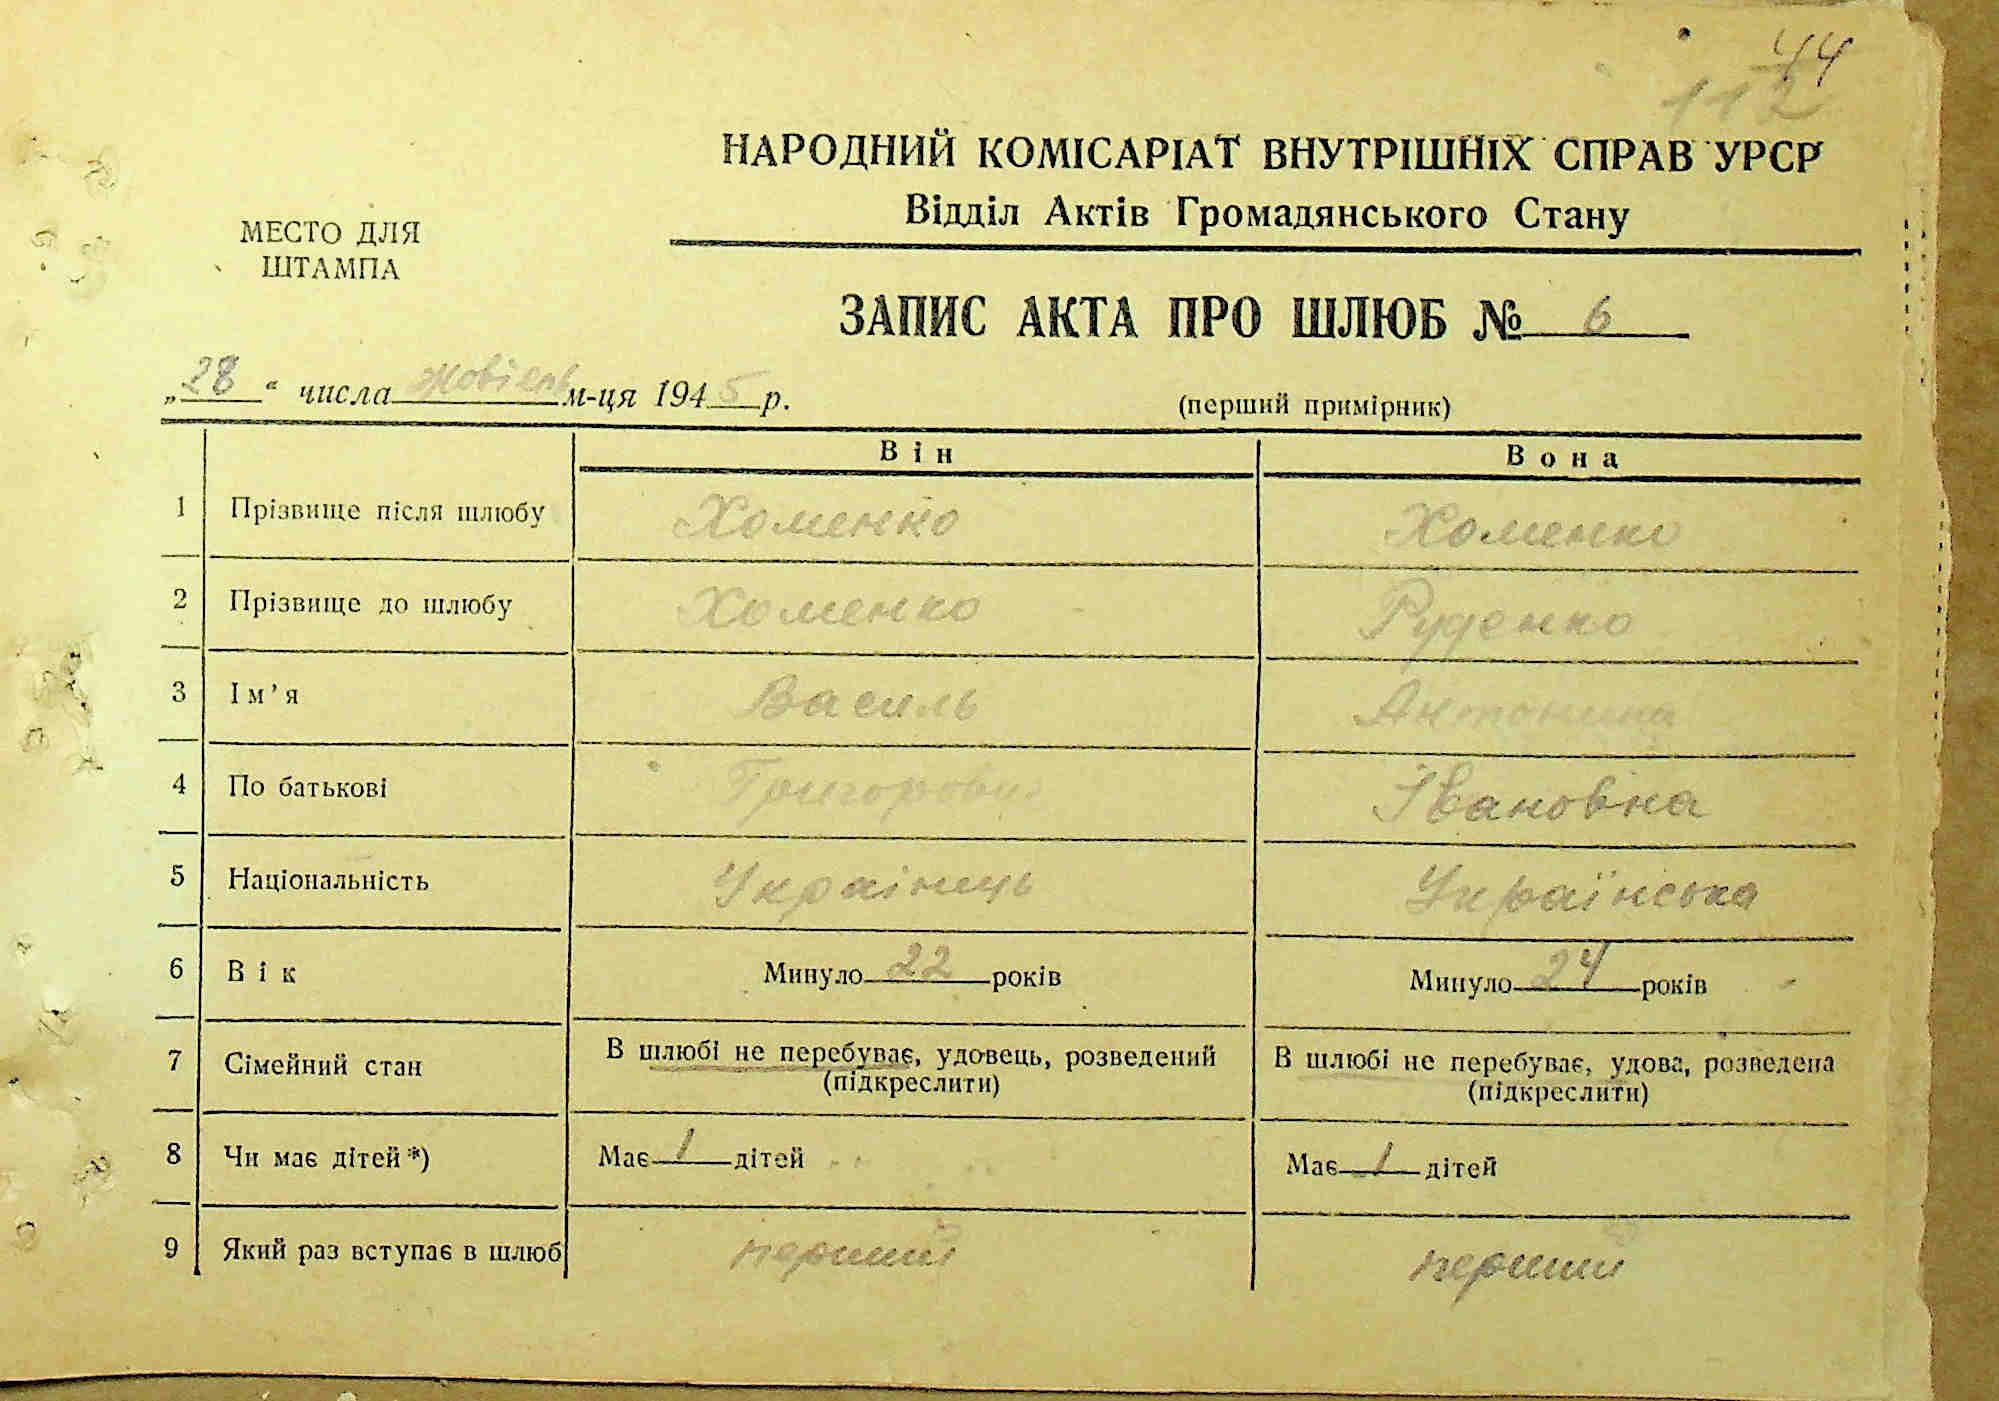 44
112
НАРОДНИЙ КОМІСАРІАТ ВНУТРІШНІХ СПРАВ УРСР
Відділ Актів Громадянського Стану
МЕСТО ДЛЯ
ШТАМПА
ЗАПИС АКТА ПРО ШЛЮБ № 6
„28“ числа жовтень м-ця 1945 р.
(перший примірник)
Він Вона
1 Прізвище після шлюбу Хоменко Хоменко
2 Прізвище до шлюбу Хоменко Руденко
3 Ім'я Василь Антонина
4 По батькові Григорович Івановна
5 Національність Українець Українська
6 Вік Минуло 22 років Минуло 24 років
7 Сімейний стан В шлюбі не перебуває, удовець, розведений В шлюбі не перебуває, удова, розведена
(підкреслити) (підкреслити)
8 Чи має дітей*) Має 1 дітей Має 1 дітей
9 Який раз вступає в шлюб перший перший